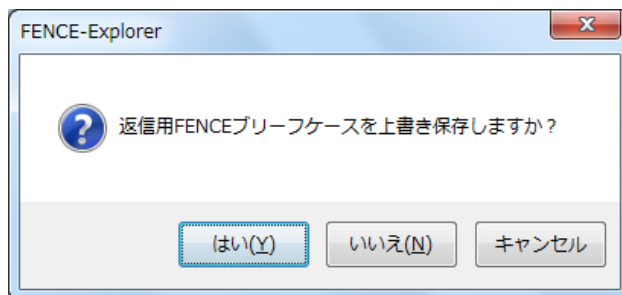 FENCE-Explorer
返信用FENCEブリーフケースを上書き保存しますか？
はい(Y)
いいえ(N)
キャンセル